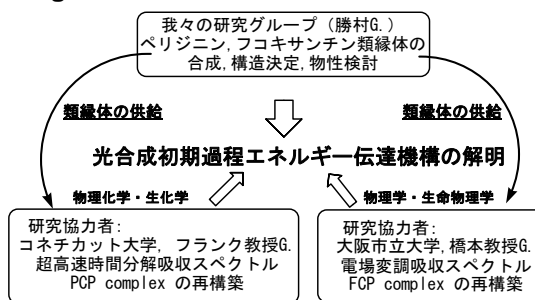 我々の研究グループ（勝村G.）
ペリジニン,フコキサンチン類縁体の
合成,構造決定,物性検討
類縁体の供給
類縁体の供給
光合成初期過程エネルギー伝達機構の解明
物理化学・生化学
物理学・生命物理学
研究協力者:
コネチカット大学, フランク教授G.
超高速時間分解吸収スペクトル
PCP complex の再構築
研究協力者:
大阪市立大学,橋本教授G.
電場変調吸収スペクトル
FCP complex の再構築